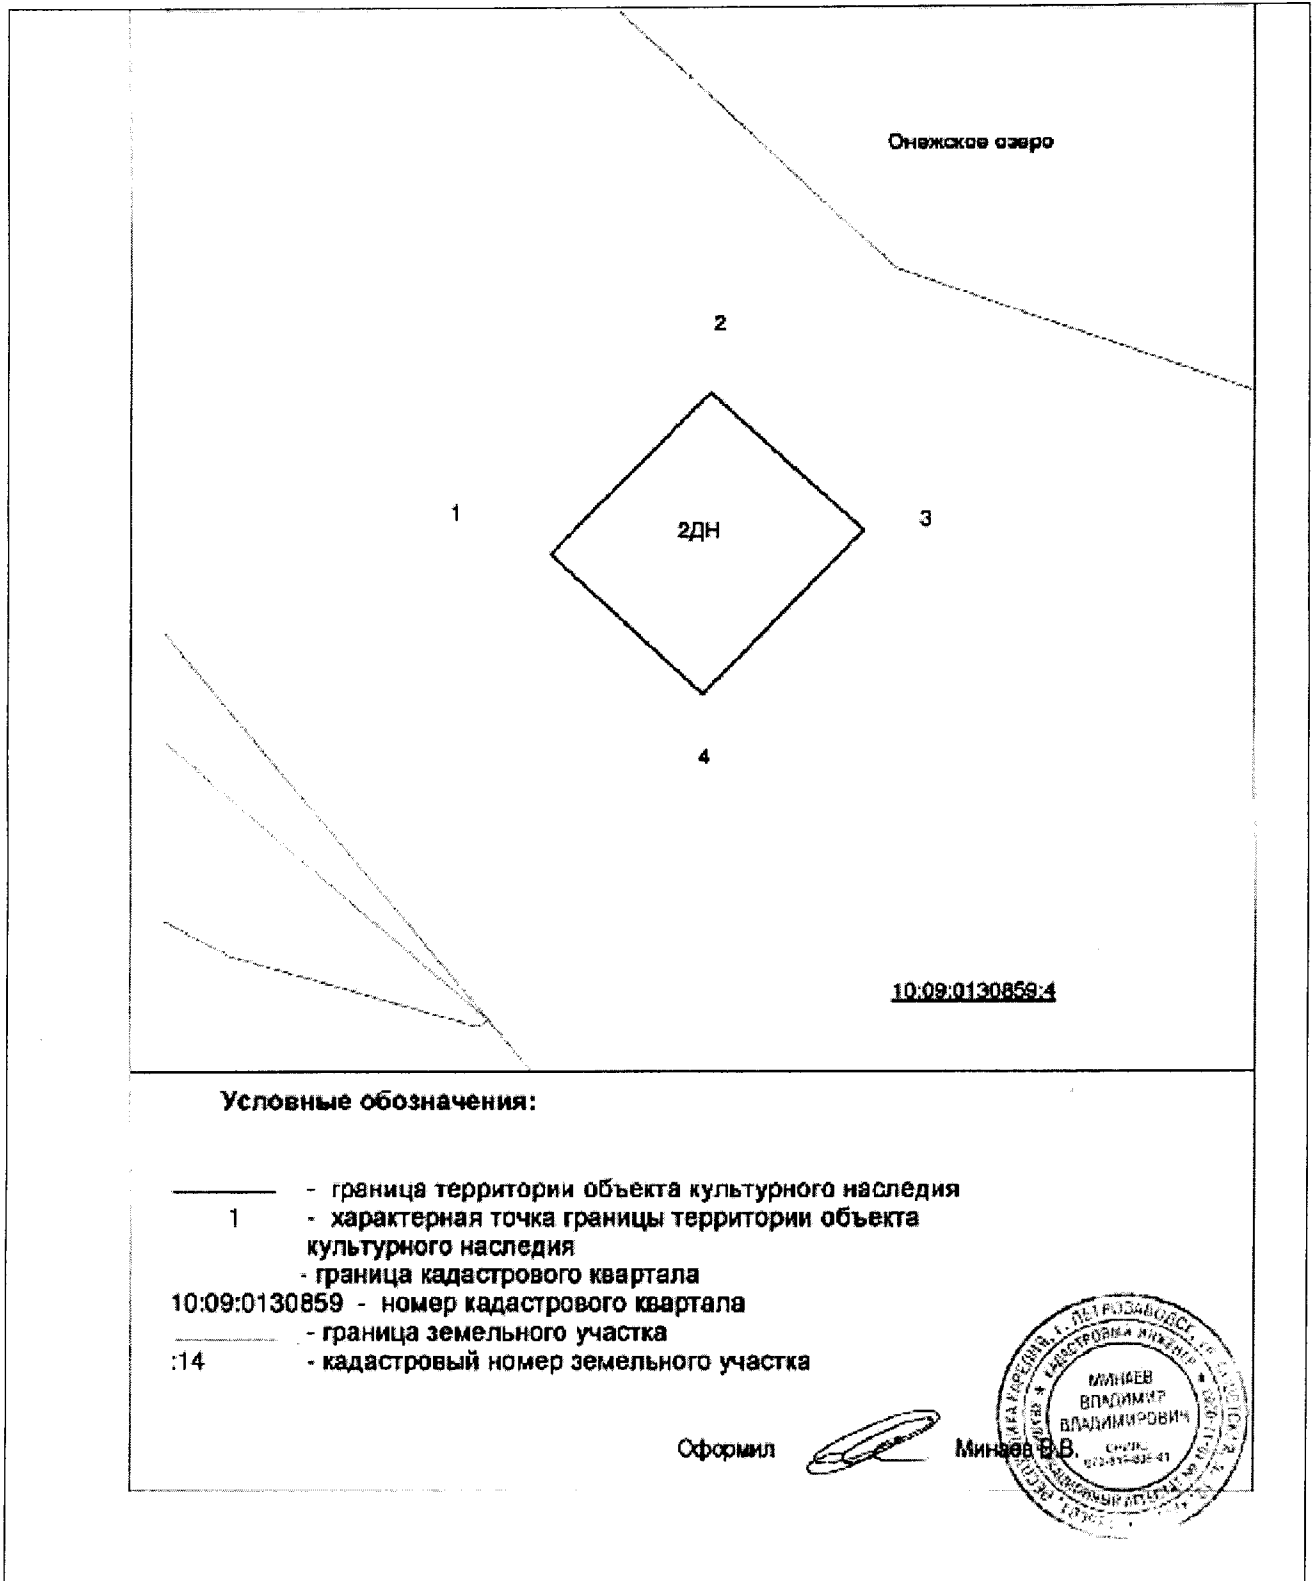 Онежское озеро
2
1
2ДН
3
4
10:09:0130859:4
Условные обозначения:
- граница территории объекта культурного наследия
1 - характерная точка границы территории объекта
культурного наследия
- граница кадастрового квартала
10:09:0130859 - номер кадастрового квартала
- граница земельного участка
:14 - кадастровый номер земельного участка
Оформил Минаев В.В.
КАДАСТРОВЫЙ ИНЖЕНЕР
МИНАЕВ
ВЛАДИМИР
ВЛАДИМИРОВИЧ